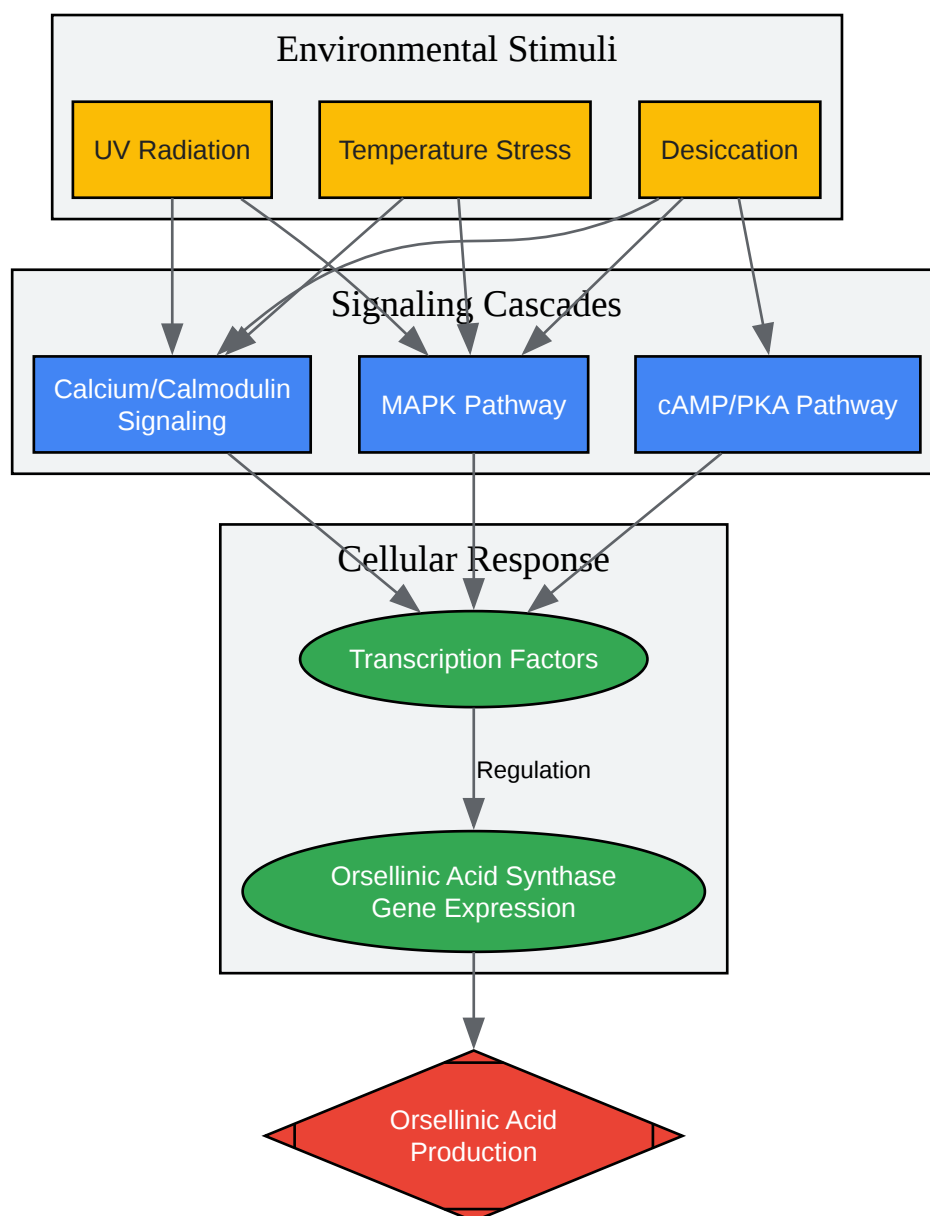 Environmental Stimuli
UV Radiation
Temperature Stress
Desiccation
Signaling Cascades
Calcium/Calmodulin
Signaling
MAPK Pathway
cAMP/PKA Pathway
Cellular Response
Transcription Factors
Regulation
Orsellinic Acid Synthase
Gene Expression
Orsellinic Acid
Production